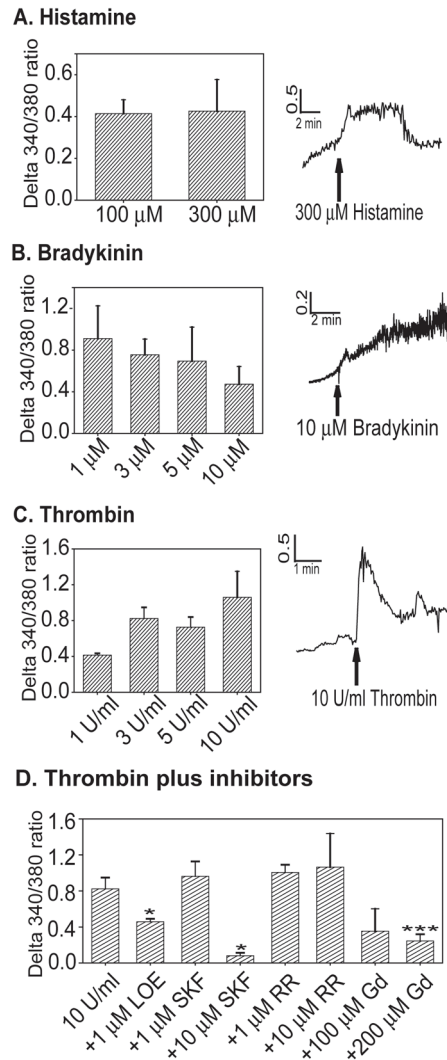 A. Histamine
Delta 340/380 ratio
0.6
0.4
0.2
0.0
100 μM
300 μM
0.5
2 min
300 μM Histamine
B. Bradykinin
Delta 340/380 ratio
1.2
0.8
0.4
0.0
1 μM
3 μM
5 μM
10 μM
0.2
2 min
10 μM Bradykinin
C. Thrombin
Delta 340/380 ratio
1.6
1.2
0.8
0.4
0.0
1 U/ml
3 U/ml
5 U/ml
10 U/ml
0.5
1 min
10 U/ml Thrombin
D. Thrombin plus inhibitors
Delta 340/380 ratio
1.6
1.2
0.8
0.4
0.0
*
*
***
10 U/ml
+1 μM LOE
+1 μM SKF
+10 μM SKF
+1 μM RR
+10 μM RR
+100 μM Gd
+200 μM Gd